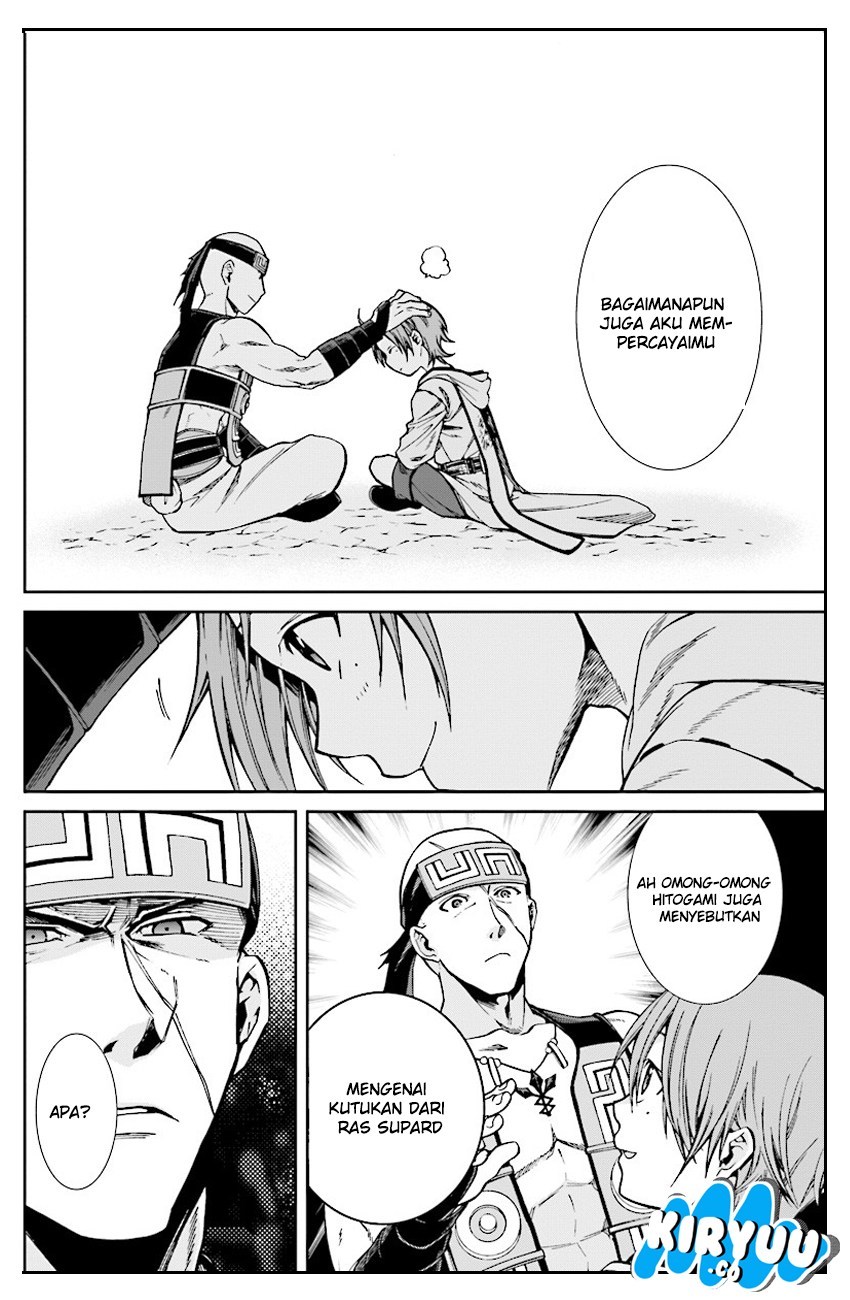 BAGAIMANAPUN
JUGA AKU MEM-
PERCAYAIMU
AH OMONG-OMONG
HITOGAMI JUGA
MENYEBUTKAN
MENGENAI
KUTUKAN DARI
RAS SUPARD
APA?
KIRYUU
.CO